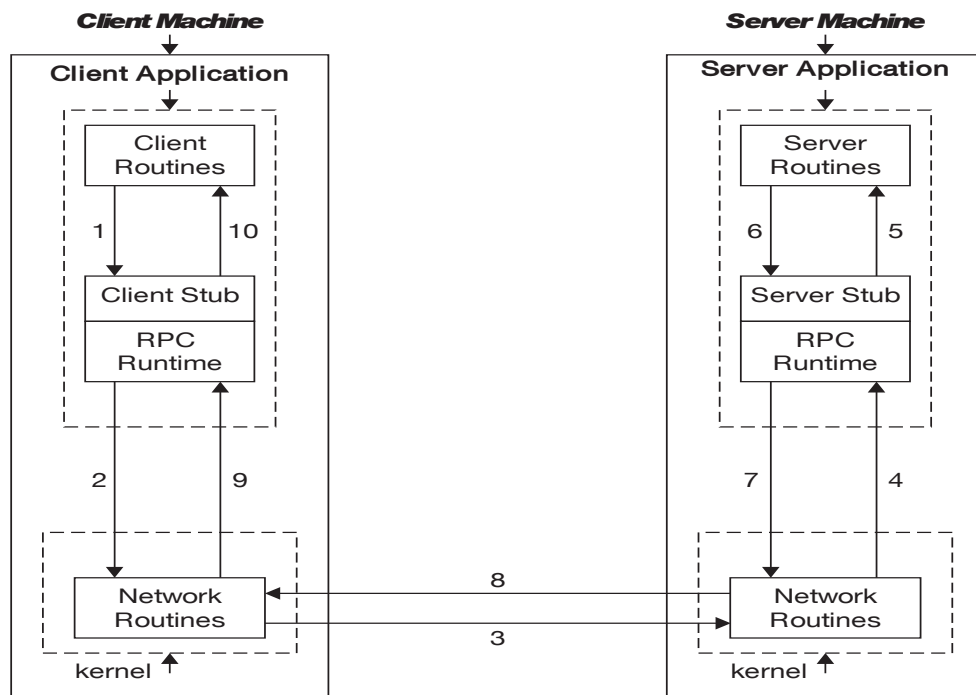 Client Machine
Client Application
Client
Routines
1
10
Client Stub
RPC
Runtime
2
9
Network
Routines
kernel
8
3
Server Machine
Server Application
Server
Routines
6
5
Server Stub
RPC
Runtime
7
4
Network
Routines
kernel